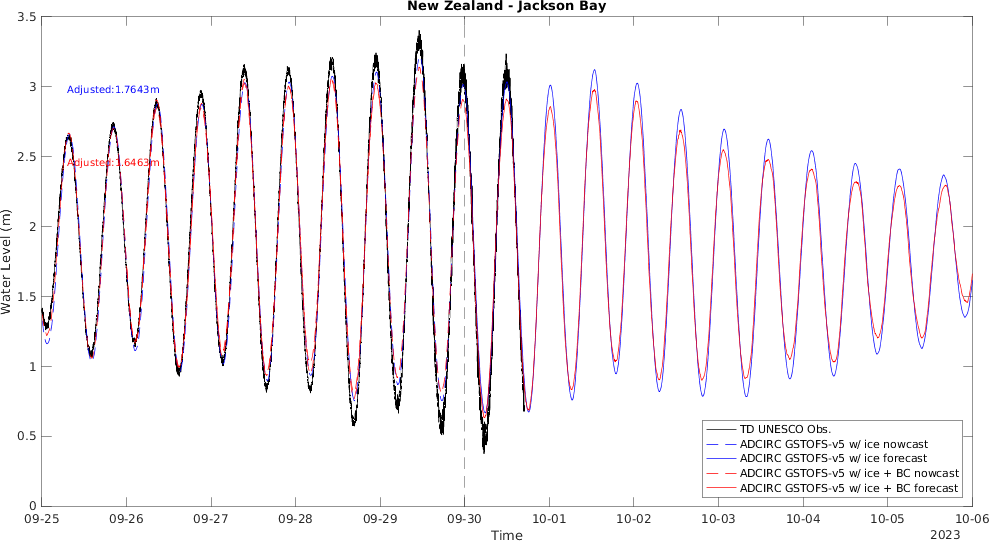 New Zealand - Jackson Bay
3.5
3
2.5
2
1.5
1
0.5
0
Water Level (m)
Adjusted:1.7643m
Adjusted:1.6463m
TD UNESCO Obs.
ADCIRC GSTOFS-v5 w/ ice nowcast
ADCIRC GSTOFS-v5 w/ ice forecast
ADCIRC GSTOFS-v5 w/ ice + BC nowcast
ADCIRC GSTOFS-v5 w/ ice + BC forecast
09-25 09-26 09-27 09-28 09-29 09-30 10-01 10-02 10-03 10-04 10-05 10-06
Time
2023